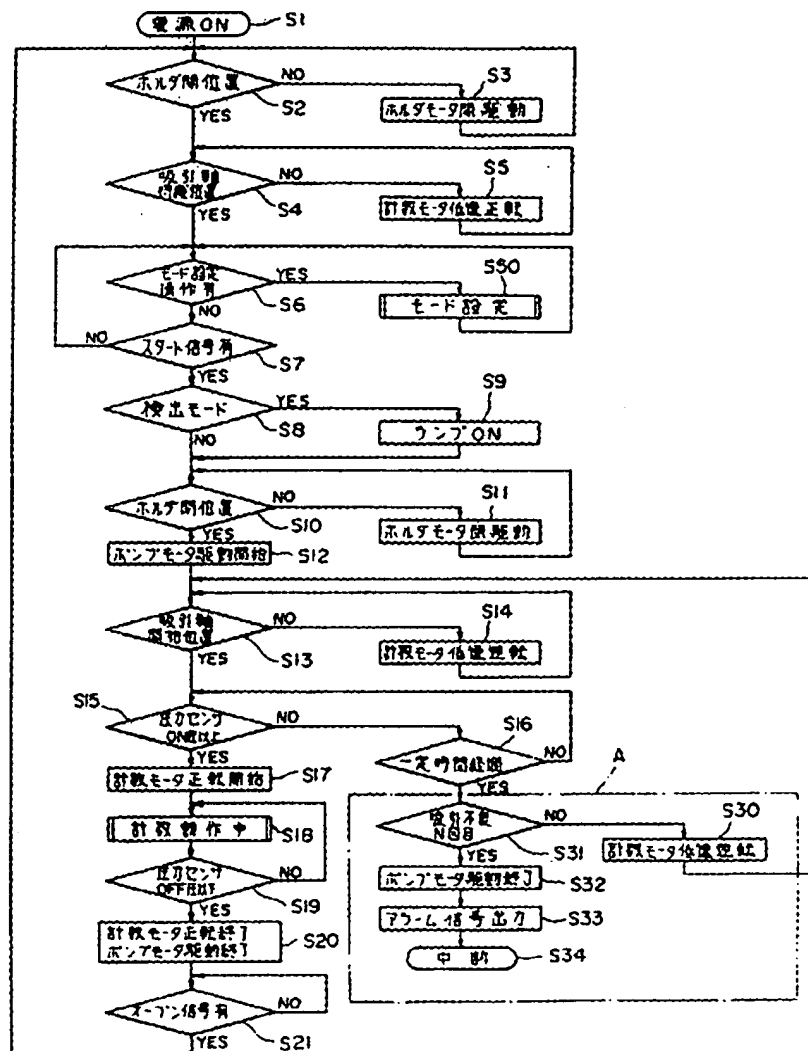 電源ON S1
ホルダ開位置 NO S3
S2 ホルダモータ開駆動
YES
吸引軸 NO S5
S4 計数モータ低速正転
YES
モード設定 YES S50
操作有 S6 モード設定
NO
NO スタート信号有 S7
YES
検出モード YES S9
S8 ランプON
NO
ホルダ閉位置 NO S11
S10 ホルダモータ閉駆動
YES
ポンプモータ駆動開始 S12
吸引軸 NO S14
開始位置 S13 計数モータ低速逆転
YES
S15 圧力センサ NO S16
ON値以上 一定時間経過 NO
YES YES A
計数モータ正転開始 S17
計数動作中 S18
吸引不良 NO S30
S31 計数モータ低速逆転
YES
圧力センサ NO
OFF値以下 S19
ポンプモータ駆動終了 S32
YES
アラーム信号出力 S33
計数モータ正転終了
ポンプモータ駆動終了 S20
中断 S34
オープン信号有 NO
S21
YES